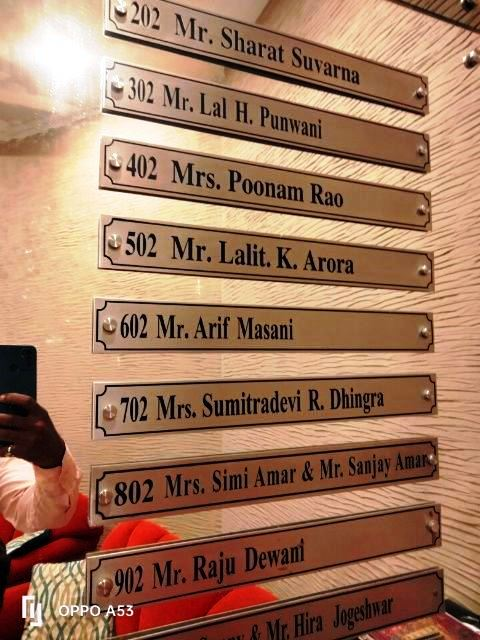 202 Mr. Sharat Suvarna
302 Mr. Lal H. Punwani
402 Mrs. Poonam Rao
502 Mr. Lalit. K. Arora
602 Mr. Arif Masani
702 Mrs. Sumitradevi R. Dhingra
802 Mrs. Simi Amar & Mr. Sanjay Amar
902 Mr. Raju Dewani
& Mr. Hira Jogeshwar
OPPO A53